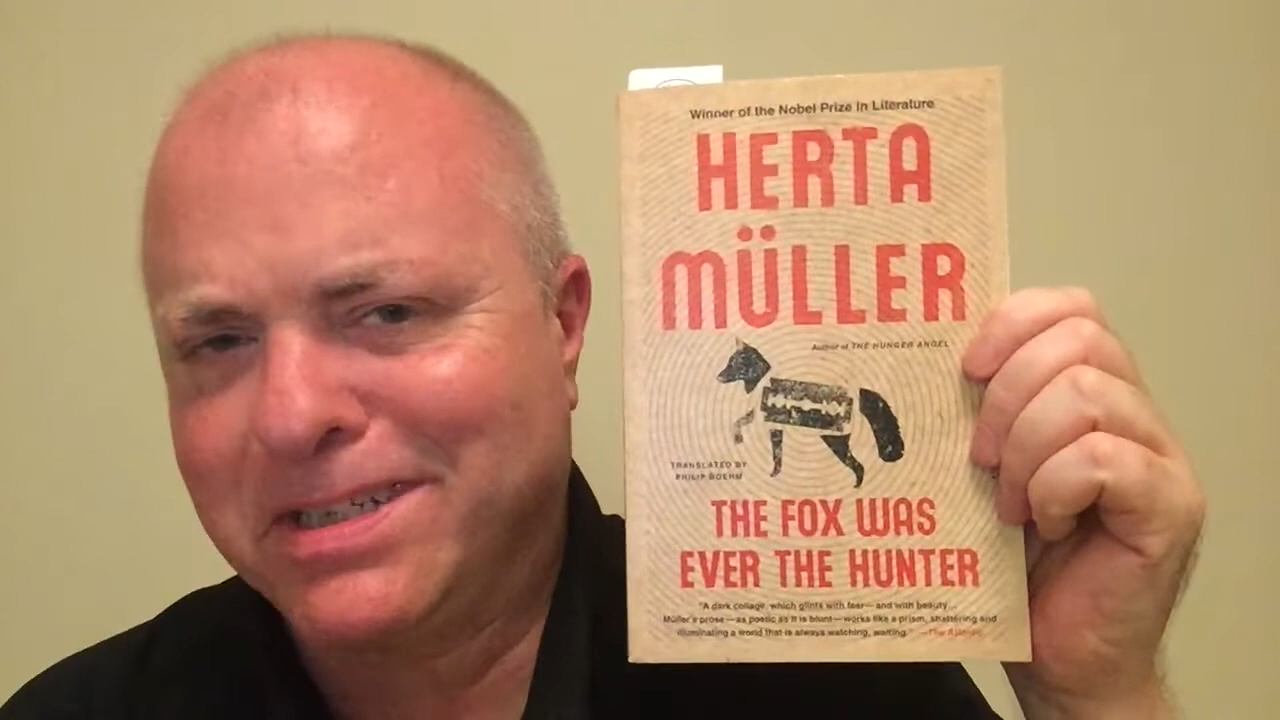 Winner of the Nobel Prize in Literature
HERTA
MÜLLER
Author of THE HUNGER ANGEL
TRANSLATED BY
PHILIP BOEHM
THE FOX WAS
EVER THE HUNTER
"A dark collage, which glints with fear—and with beauty...
Müller's prose—as poetic as it is blunt—works like a prism, shattering and
illuminating a world that is always watching, waiting." —The Atlantic